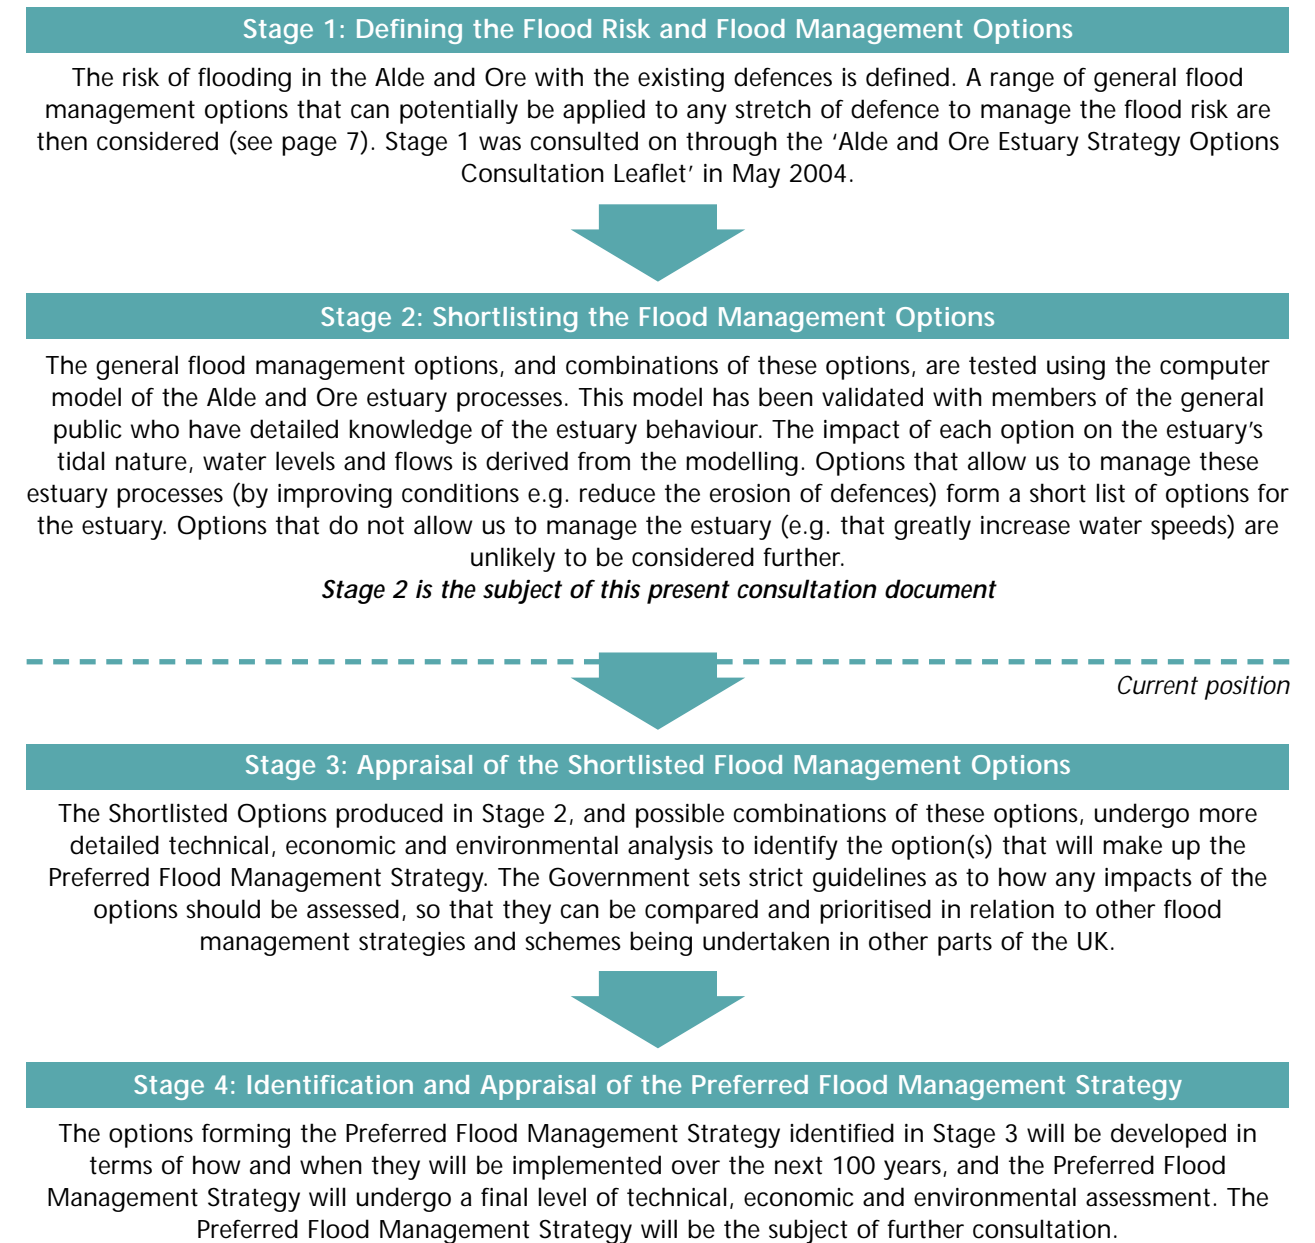 Stage 1: Defining the Flood Risk and Flood Management Options
The risk of flooding in the Alde and Ore with the existing defences is defined. A range of general flood
management options that can potentially be applied to any stretch of defence to manage the flood risk are
then considered (see page 7). Stage 1 was consulted on through the ‘Alde and Ore Estuary Strategy Options
Consultation Leaflet’ in May 2004.
Stage 2: Shortlisting the Flood Management Options
The general flood management options, and combinations of these options, are tested using the computer
model of the Alde and Ore estuary processes. This model has been validated with members of the general
public who have detailed knowledge of the estuary behaviour. The impact of each option on the estuary’s
tidal nature, water levels and flows is derived from the modelling. Options that allow us to manage these
estuary processes (by improving conditions e.g. reduce the erosion of defences) form a short list of options for
the estuary. Options that do not allow us to manage the estuary (e.g. that greatly increase water speeds) are
unlikely to be considered further.
Stage 2 is the subject of this present consultation document
Current position
Stage 3: Appraisal of the Shortlisted Flood Management Options
The Shortlisted Options produced in Stage 2, and possible combinations of these options, undergo more
detailed technical, economic and environmental analysis to identify the option(s) that will make up the
Preferred Flood Management Strategy. The Government sets strict guidelines as to how any impacts of the
options should be assessed, so that they can be compared and prioritised in relation to other flood
management strategies and schemes being undertaken in other parts of the UK.
Stage 4: Identification and Appraisal of the Preferred Flood Management Strategy
The options forming the Preferred Flood Management Strategy identified in Stage 3 will be developed in
terms of how and when they will be implemented over the next 100 years, and the Preferred Flood
Management Strategy will undergo a final level of technical, economic and environmental assessment. The
Preferred Flood Management Strategy will be the subject of further consultation.